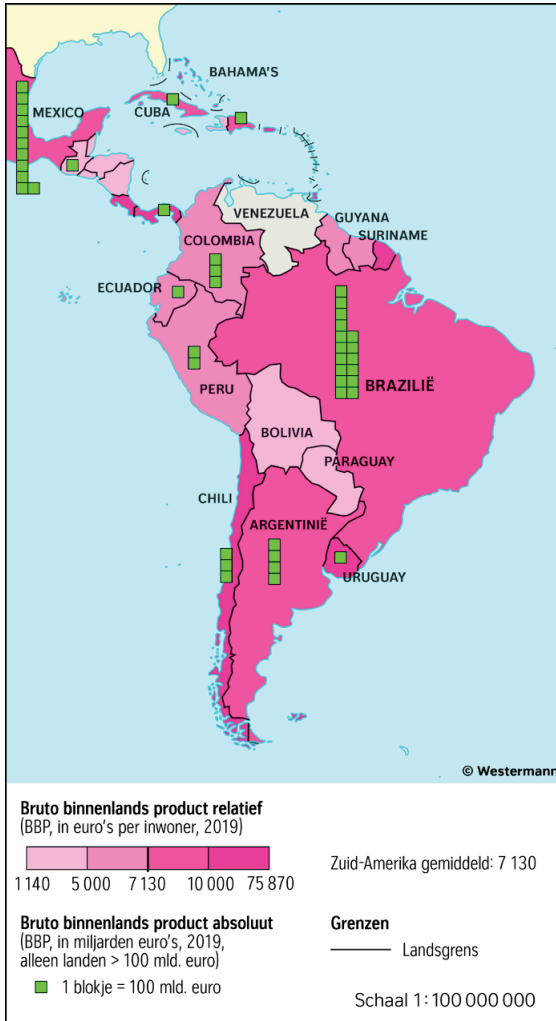 BAHAMA'S
MEXICO
CUBA
VENEZUELA
GUYANA
SURINAME
COLOMBIA
ECUADOR
PERU
BRAZILIË
BOLIVIA
PARAGUAY
CHILI
ARGENTINIË
URUGUAY
© Westermann
Bruto binnenlands product relatief
(BBP, in euro's per inwoner, 2019)
1 140 5 000 7 130 10 000 75 870
Zuid-Amerika gemiddeld: 7 130
Bruto binnenlands product absoluut
(BBP, in miljarden euro's, 2019,
alleen landen > 100 mld. euro)
1 blokje = 100 mld. euro
Grenzen
Landsgrens
Schaal 1 : 100 000 000